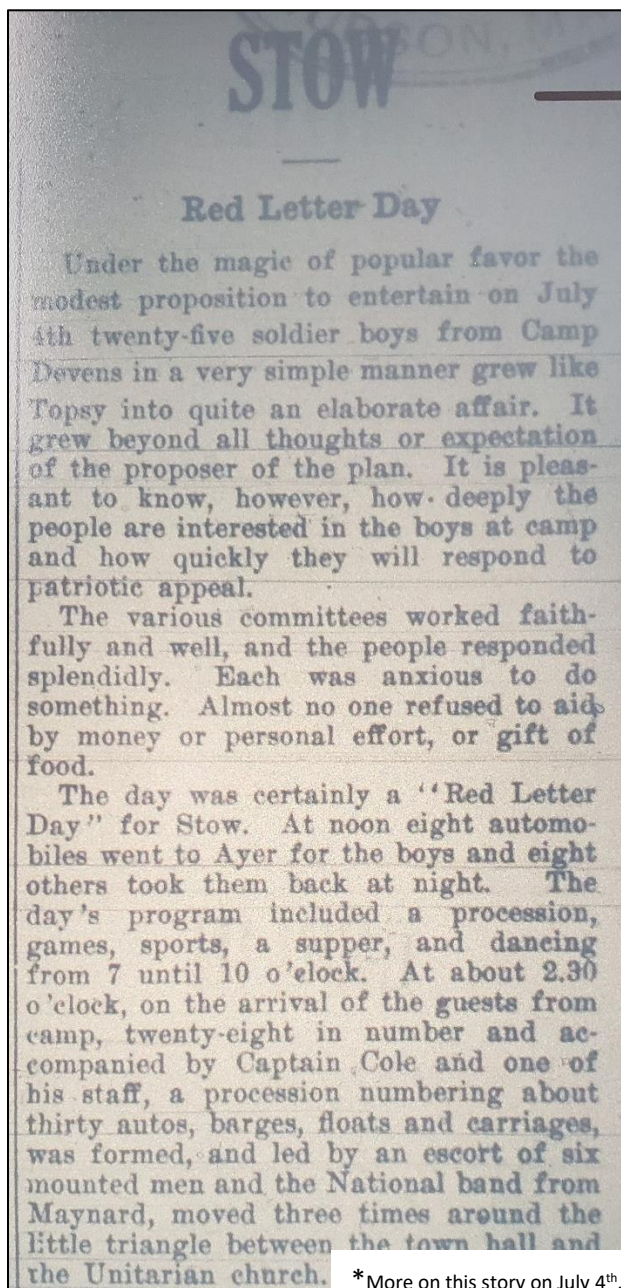 SON, M
STOW
Red Letter Day
Under the magic of popular favor the
modest proposition to entertain on July
4th twenty-five soldier boys from Camp
Devens in a very simple manner grew like
Topsy into quite an elaborate affair. It
grew beyond all thoughts or expectation
of the proposer of the plan. It is pleas-
ant to know, however, how deeply the
people are interested in the boys at camp
and how quickly they will respond to
patriotic appeal.
The various committees worked faith-
fully and well, and the people responded
splendidly. Each was anxious to do
something. Almost no one refused to aid
by money or personal effort, or gift of
food.
The day was certainly a "Red Letter
Day" for Stow. At noon eight automo-
biles went to Ayer for the boys and eight
others took them back at night. The
day's program included a procession,
games, sports, a supper, and dancing
from 7 until 10 o'clock. At about 2.30
o'clock, on the arrival of the guests from
camp, twenty-eight in number and ac-
companied by Captain Cole and one of
his staff, a procession numbering about
thirty autos, barges, floats and carriages,
was formed, and led by an escort of six
mounted men and the National band from
Maynard, moved three times around the
little triangle between the town hall and
the Unitarian church.
*More on this story on July 4th.